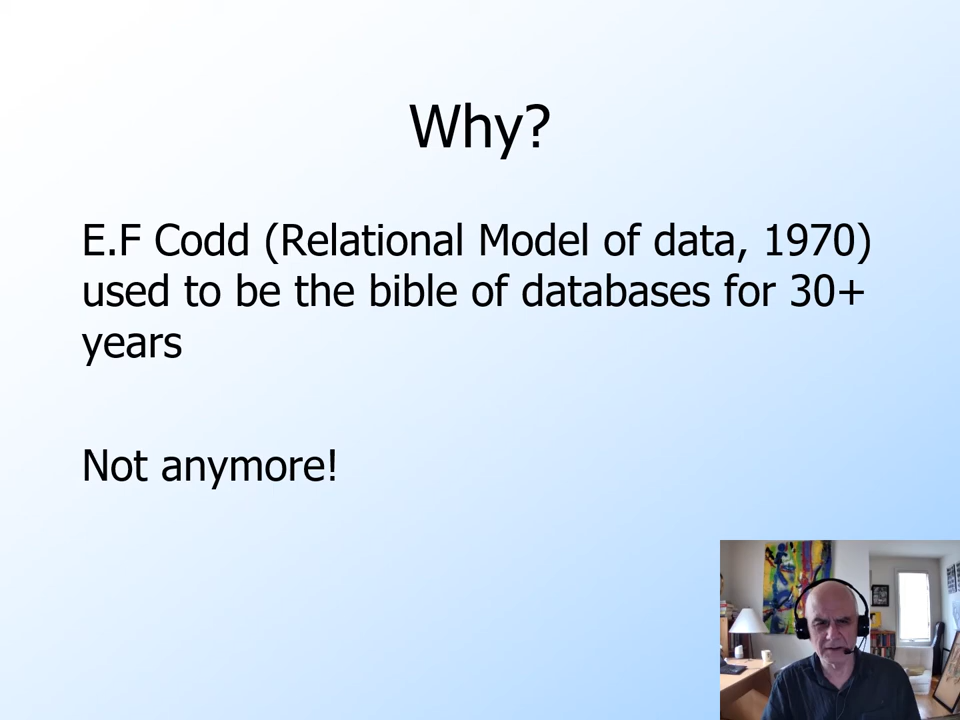 Why?
E.F Codd (Relational Model of data, 1970)
used to be the bible of databases for 30+
years
Not anymore!